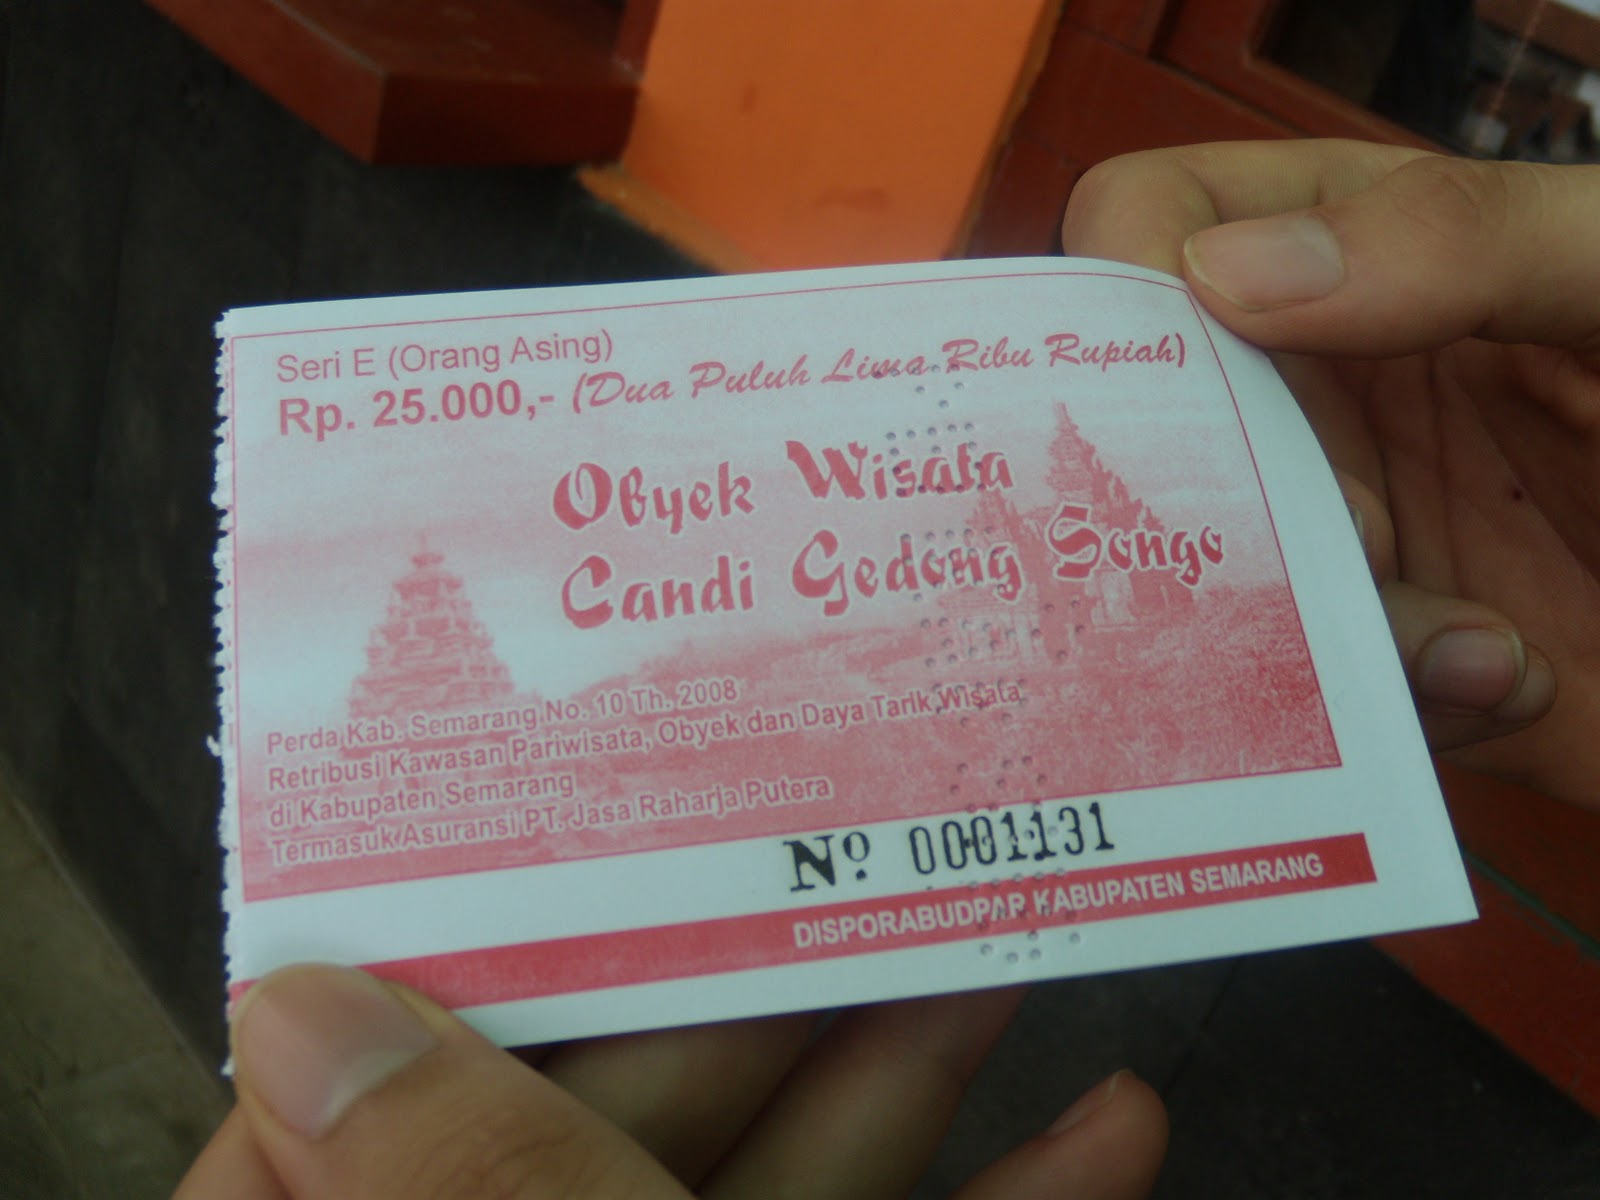 Seri E (Orang Asing)
Rp. 25.000,- (Dua Puluh Lima Ribu Rupiah)
Obyek Wisata
Candi Gedong Songo
Perda Kab. Semarang No. 10 Th. 2008
Retribusi Kawasan Pariwisata, Obyek dan Daya Tarik Wisata
di Kabupaten Semarang
Termasuk Asuransi PT. Jasa Raharja Putera
Nº 0001131
DISPORABUDPAR KABUPATEN SEMARANG